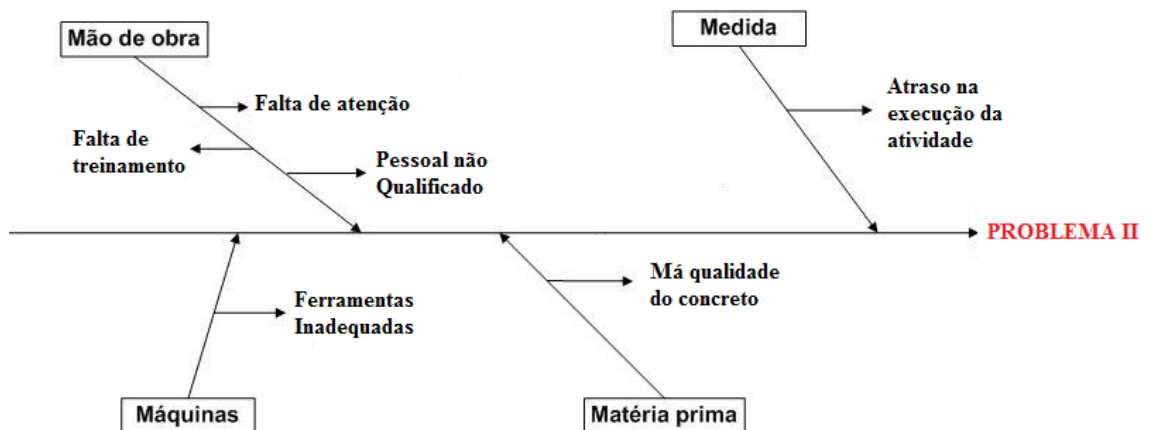 Mão de obra
Medida
Falta de atenção
Falta de
treinamento
Pessoal não
Qualificado
Atraso na
execução da
atividade
PROBLEMA II
Má qualidade
do concreto
Ferramentas
Inadequadas
Máquinas
Matéria prima